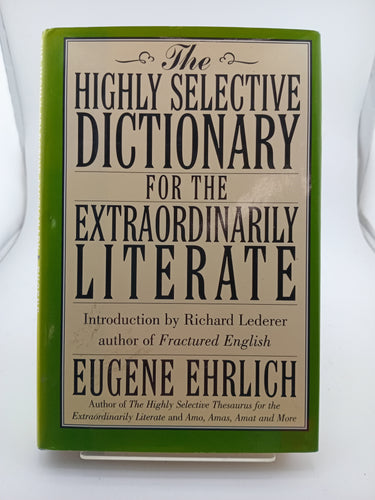 The
HIGHLY SELECTIVE
DICTIONARY
FOR THE
EXTRAORDINARILY
LITERATE
Introduction by Richard Lederer
author of Fractured English
EUGENE EHRLICH
Author of The Highly Selective Thesaurus for the
Extraordinarily Literate and Amo, Amas, Amat and More